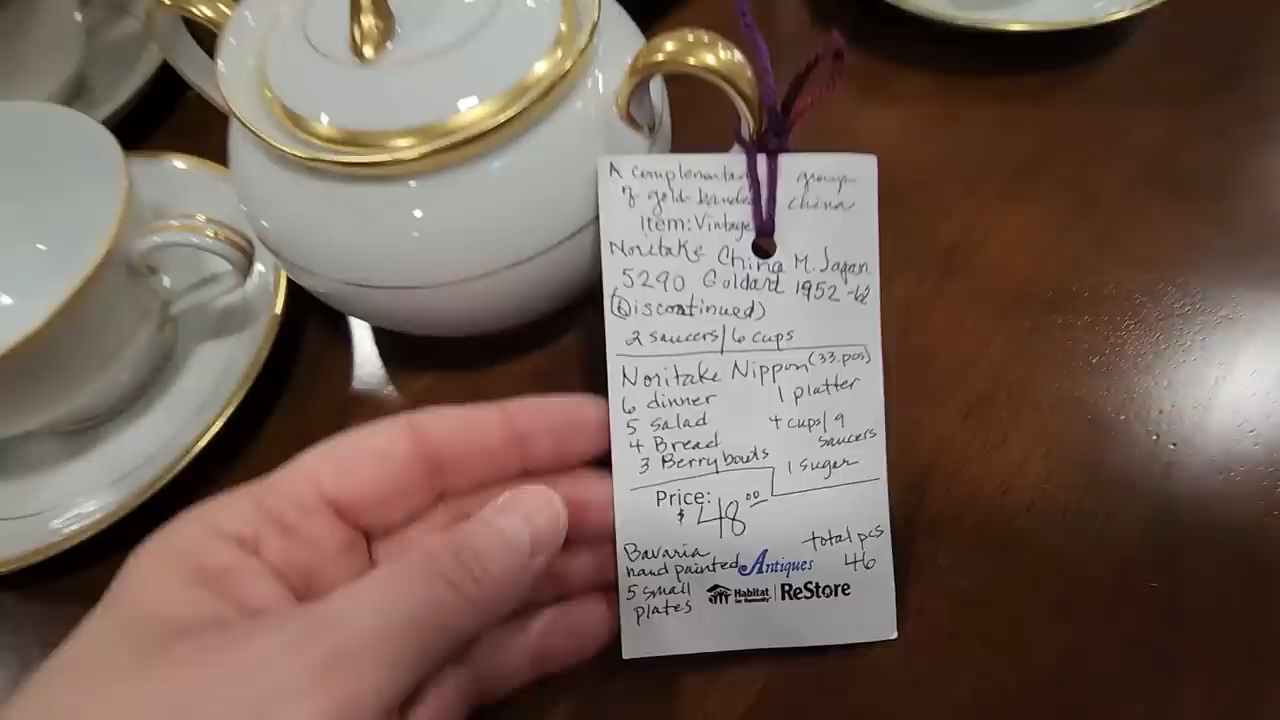 A complementary group
of gold banded china
Item: Vintage
Noritake China M. Japan
5290 Goldart 1952-62
(Discontinued)
2 saucers/6 cups
Noritake Nippon (33 pcs)
6 dinner
5 salad
4 Bread
3 Berry bowls
1 platter
4 cups/9
saucers
1 sugar
Price:
$48.00
total pcs
46
Bavaria
hand painted
5 small
plates
Antiques
Habitat for Humanity | ReStore